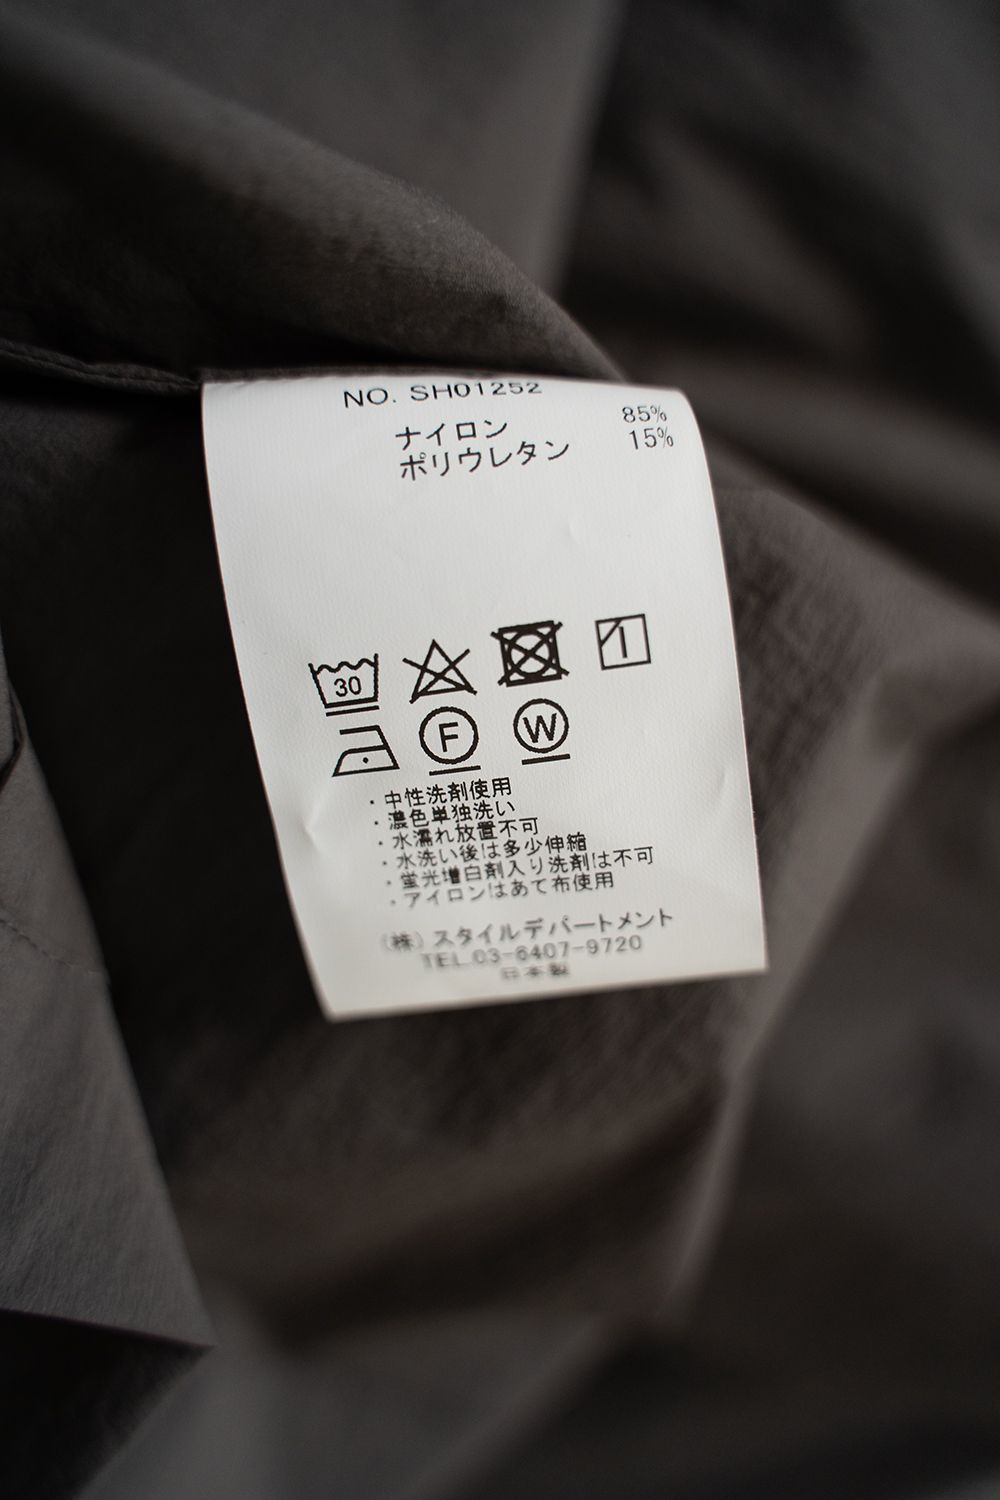 NO. SH01252
ナイロン 85%
ポリウレタン 15%
30
F W
・中性洗剤使用
・濃色単独洗い
・水濡れ放置不可
・水洗い後は多少伸縮
・蛍光増白剤入り洗剤は不可
・アイロンはあて布使用
(株)スタイルデパートメント
TEL.03-6407-9720
日本製